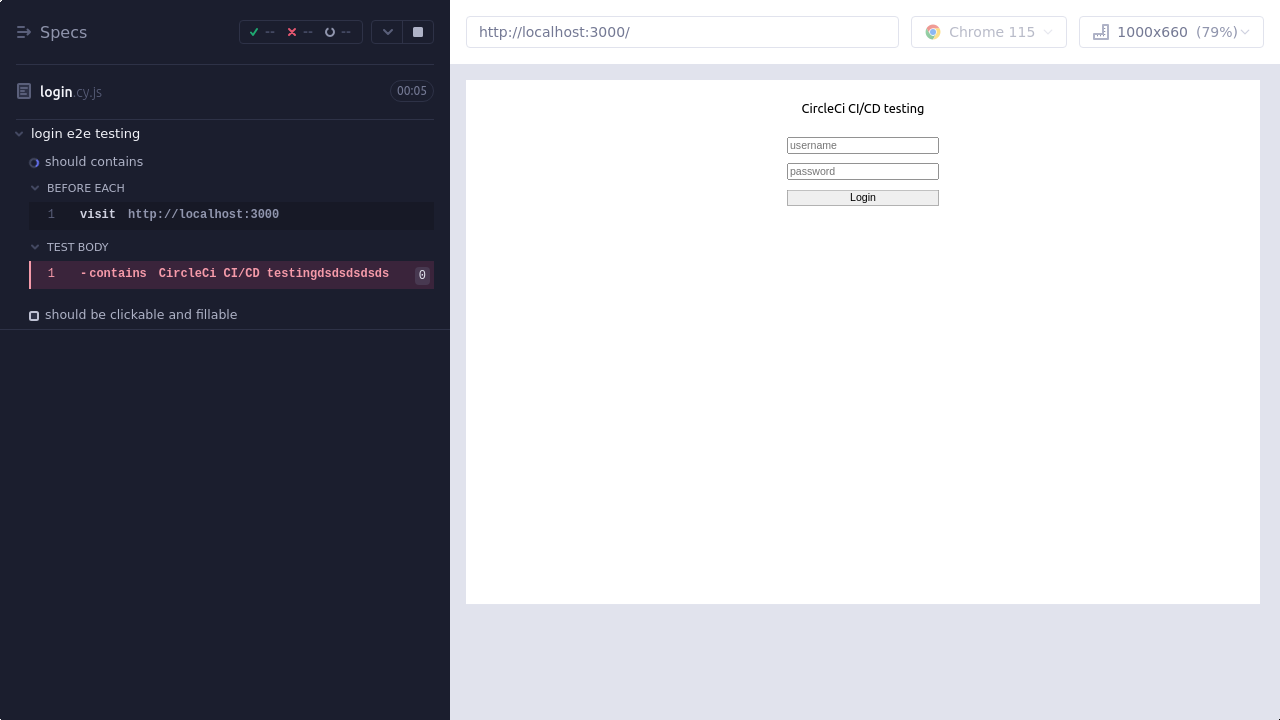 Specs
--
--
--
login.cy.js
00:05
login e2e testing
should contains
BEFORE EACH
1 visit http://localhost:3000
TEST BODY
1 -contains CircleCi CI/CD testingdsdsdsdsds 0
should be clickable and fillable
http://localhost:3000/
Chrome 115
1000x660 (79%)
CircleCi CI/CD testing
username
password
Login